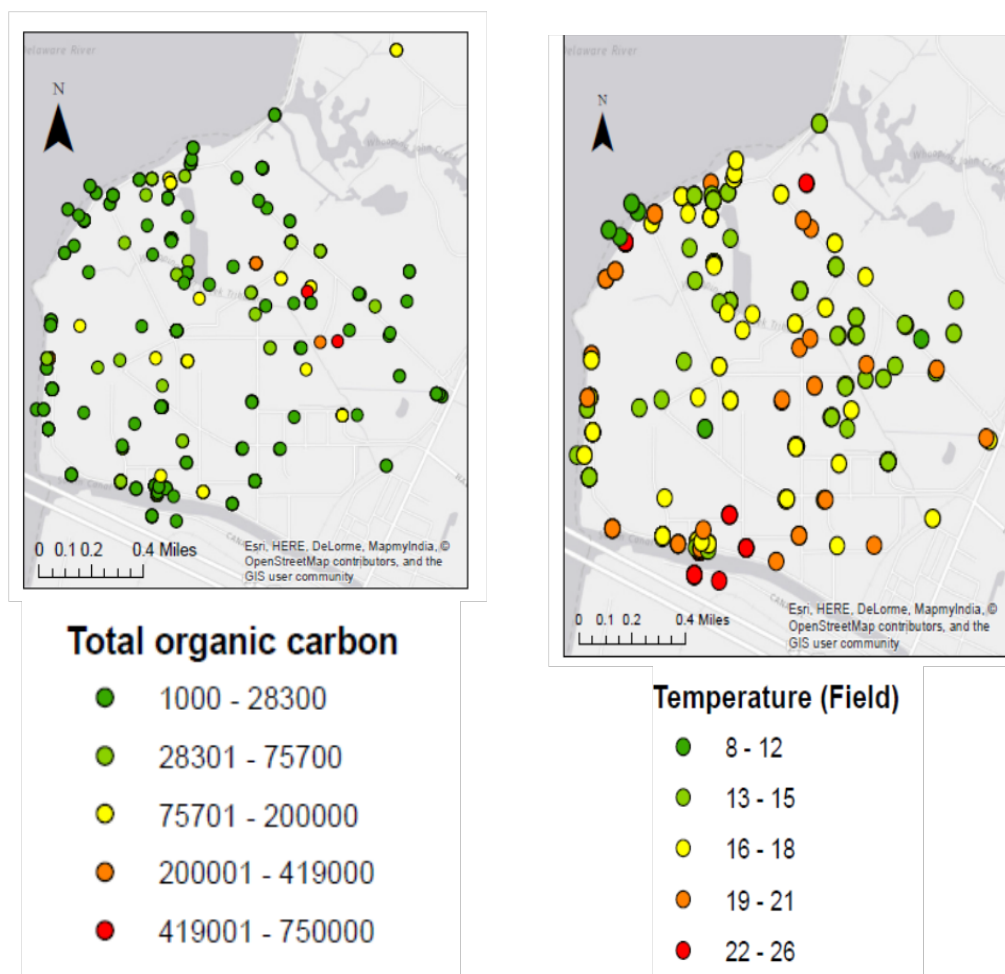 Delaware River
N
0 0.1 0.2 0.4 Miles
Esri, HERE, DeLorme, MapmyIndia, ©
OpenStreetMap contributors, and the
GIS user community
Total organic carbon
1000 - 28300
28301 - 75700
75701 - 200000
200001 - 419000
419001 - 750000
Delaware River
N
0 0.1 0.2 0.4 Miles
Esri, HERE, DeLorme, MapmyIndia, ©
OpenStreetMap contributors, and the
GIS user community
Temperature (Field)
8 - 12
13 - 15
16 - 18
19 - 21
22 - 26